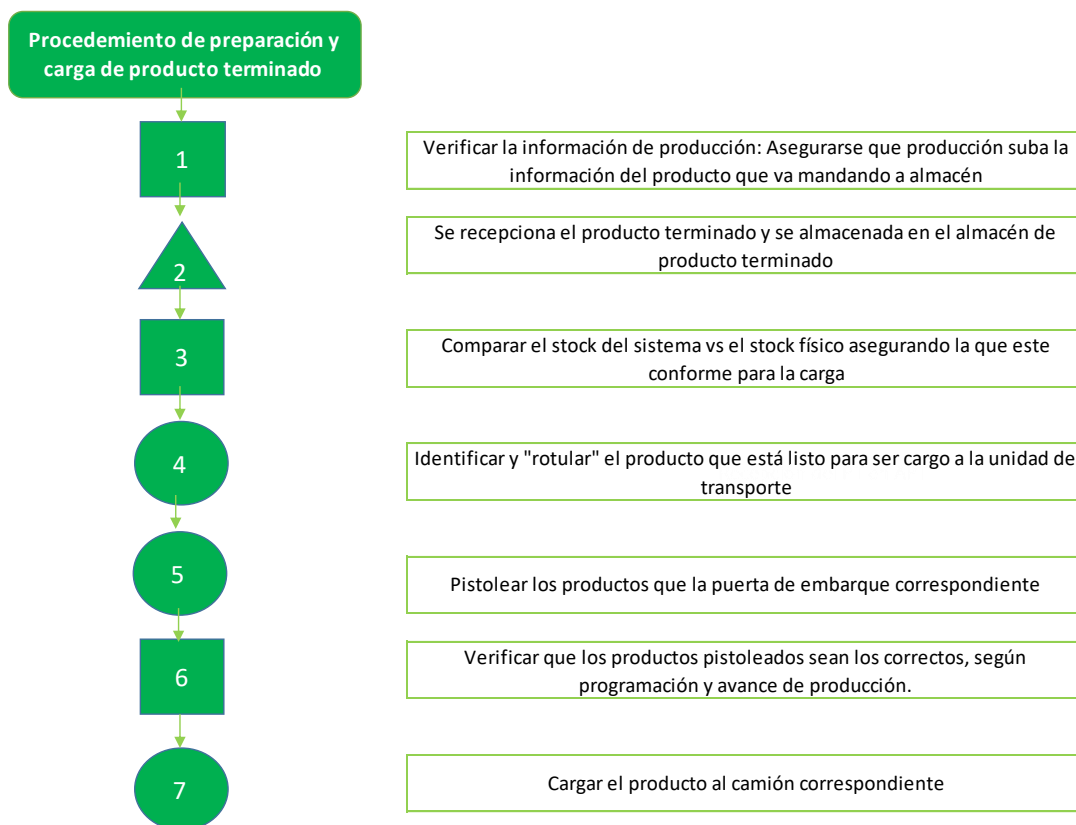 Procedemiento de preparación y
carga de producto terminado
1
Verificar la información de producción: Asegurarse que producción suba la
información del producto que va mandando a almacén
2
Se recepciona el producto terminado y se almacenada en el almacén de
producto terminado
3
Comparar el stock del sistema vs el stock físico asegurando la que este
conforme para la carga
4
Identificar y "rotular" el producto que está listo para ser cargo a la unidad de
transporte
5
Pistolear los productos que la puerta de embarque correspondiente
6
Verificar que los productos pistoleados sean los correctos, según
programación y avance de producción.
7
Cargar el producto al camión correspondiente